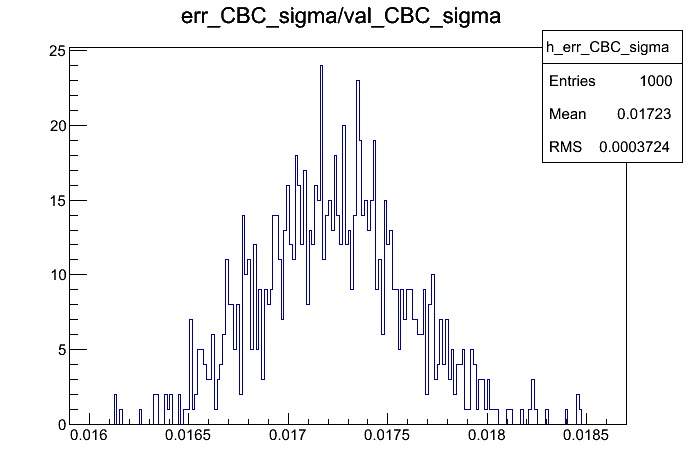 err_CBC_sigma/val_CBC_sigma
h_err_CBC_sigma
Entries 1000
Mean 0.01723
RMS 0.0003724
25
20
15
10
5
0
0.016 0.0165 0.017 0.0175 0.018 0.0185